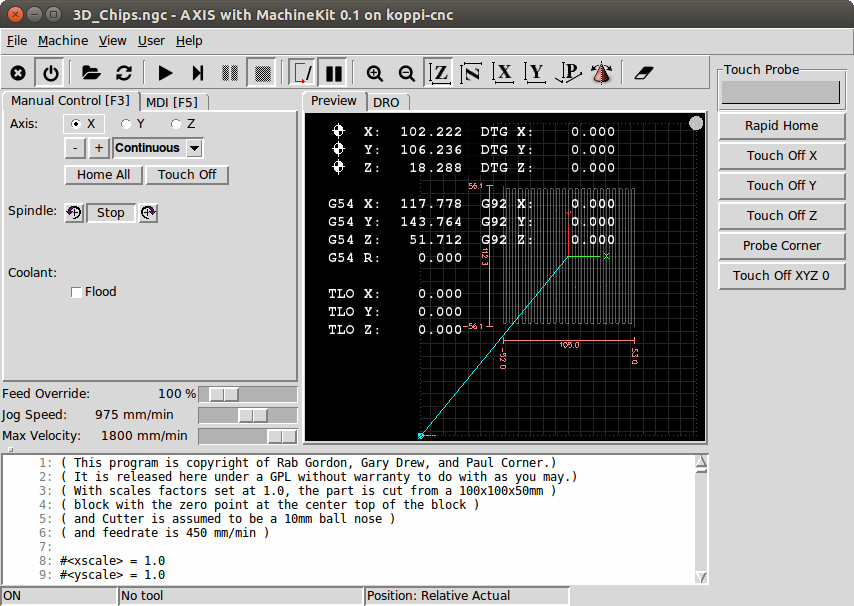 3D_Chips.ngc - AXIS with MachineKit 0.1 on koppi-cnc
File Machine View User Help
Manual Control [F3] MDI [F5]
Axis: X Y Z
- + Continuous
Home All Touch Off
Spindle: Stop
Coolant:
Flood
Feed Override: 100 %
Jog Speed: 975 mm/min
Max Velocity: 1800 mm/min
Preview DRO
X: 102.222 DTG X: 0.000
Y: 106.236 DTG Y: 0.000
Z: 18.288 DTG Z: 0.000
G54 X: 117.778 G92 X: 0.000
G54 Y: 143.764 G92 Y: 0.000
G54 Z: 51.712 G92 Z: 0.000
G54 R: 0.000
TLO X: 0.000
TLO Y: 0.000
TLO Z: 0.000
56.1
112.3
-56.1
-52.0
105.0
53.0
Y
X
Touch Probe
Rapid Home
Touch Off X
Touch Off Y
Touch Off Z
Probe Corner
Touch Off XYZ 0
1: ( This program is copyright of Rab Gordon, Gary Drew, and Paul Corner.)
2: ( It is released here under a GPL without warranty to do with as you may.)
3: ( With scales factors set at 1.0, the part is cut from a 100x100x50mm )
4: ( block with the zero point at the center top of the block )
5: ( and Cutter is assumed to be a 10mm ball nose )
6: ( and feedrate is 450 mm/min )
7:
8: #<xscale> = 1.0
9: #<yscale> = 1.0
ON No tool Position: Relative Actual